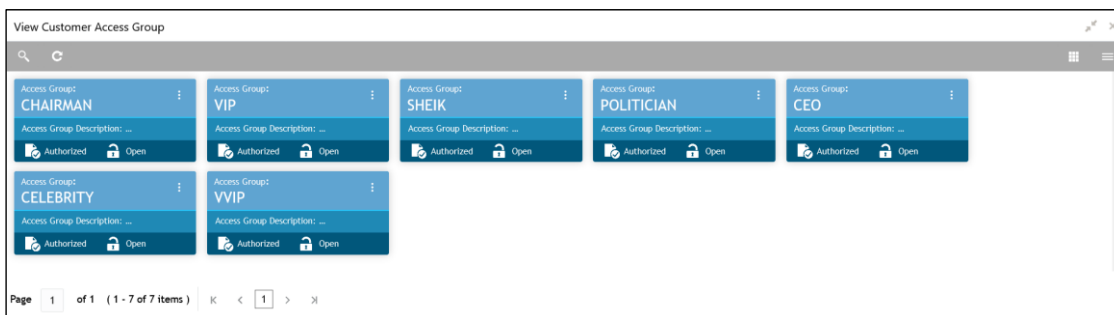 View Customer Access Group
Access Group:
CHAIRMAN
Access Group Description: ...
Authorized Open
Access Group:
VIP
Access Group Description: ...
Authorized Open
Access Group:
SHEIK
Access Group Description: ...
Authorized Open
Access Group:
POLITICIAN
Access Group Description: ...
Authorized Open
Access Group:
CEO
Access Group Description: ...
Authorized Open
Access Group:
CELEBRITY
Access Group Description: ...
Authorized Open
Access Group:
VVIP
Access Group Description: ...
Authorized Open
Page 1 of 1 ( 1 - 7 of 7 items ) 1